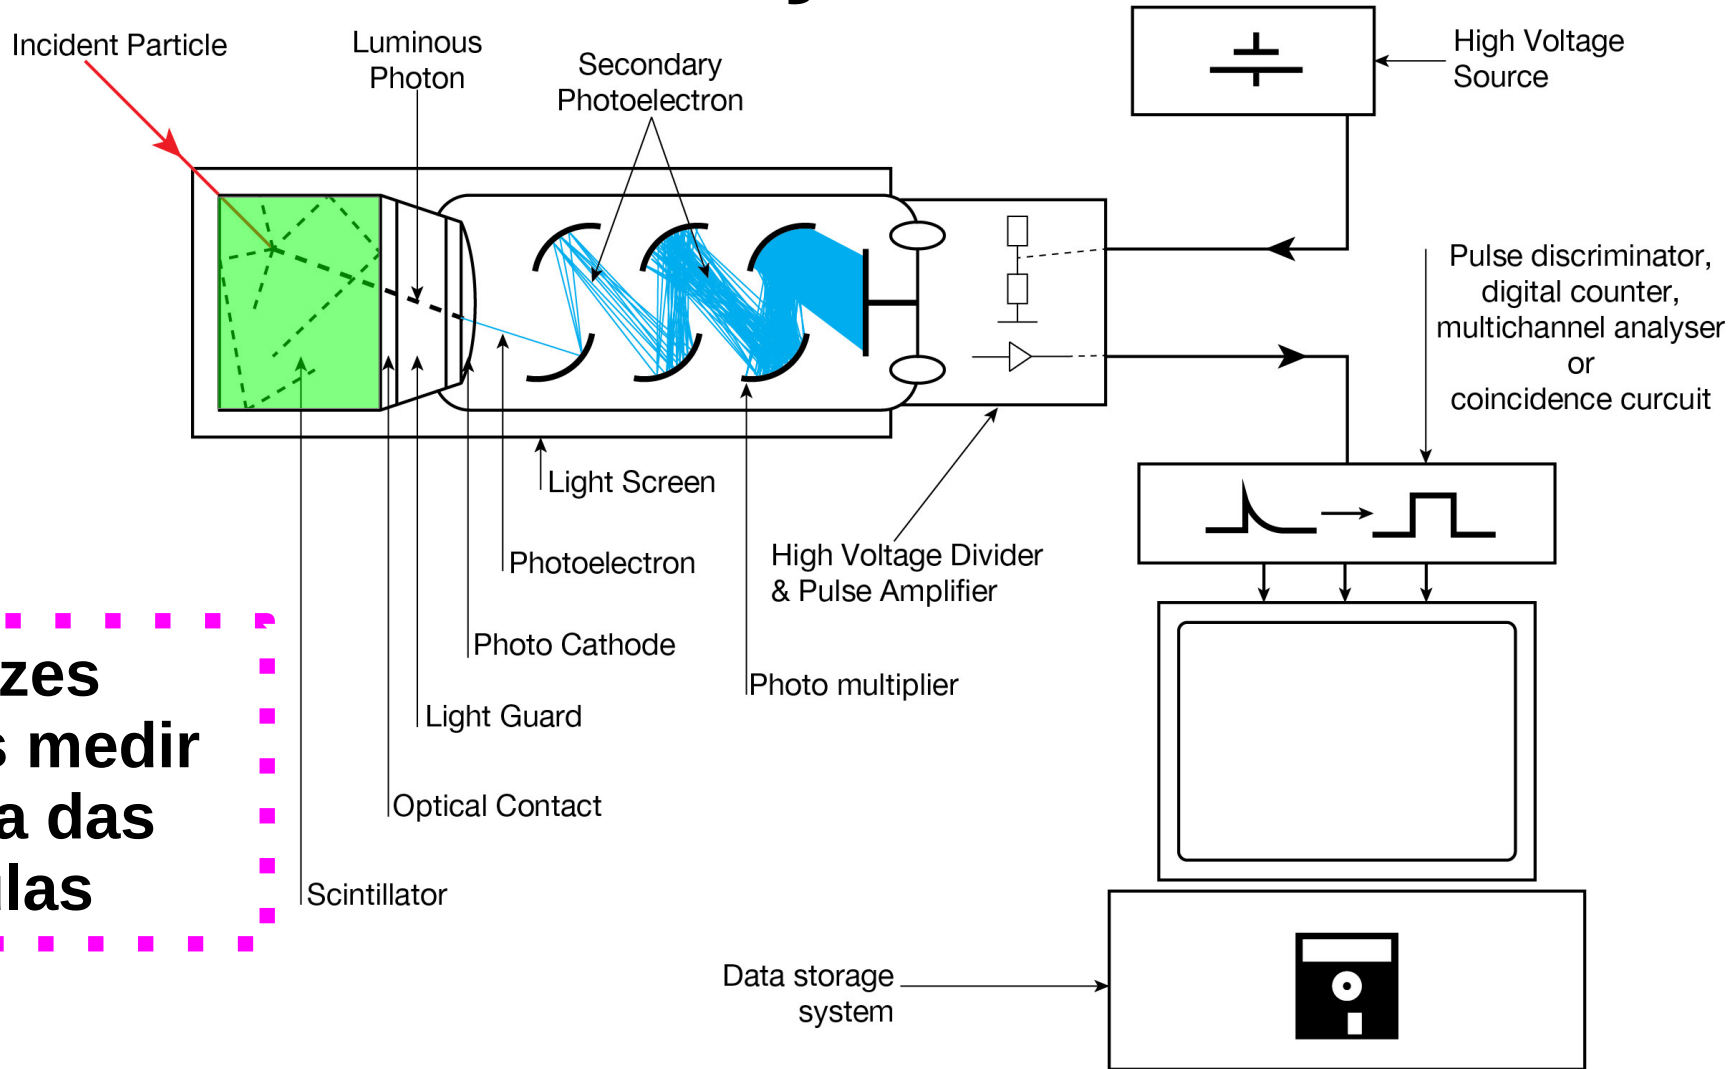 Incident Particle
Luminous
Photon
Secondary
Photoelectron
High Voltage
Source
Pulse discriminator,
digital counter,
multichannel analyser
or
coincidence curcuit
Light Screen
Photoelectron
High Voltage Divider
& Pulse Amplifier
Photo Cathode
Photo multiplier
Light Guard
Optical Contact
Scintillator
zes
medir
a das
las
Data storage
system